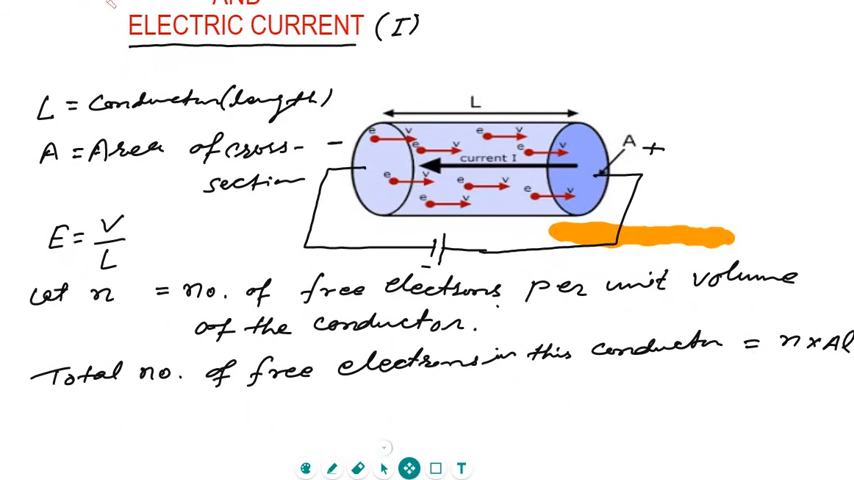 AND
ELECTRIC CURRENT (I)
L = Conductor (length)
A = Area of cross-
section
E = V
L
L
e v e v e v e v
current I
e v e v e v e v
A
- +
-
Let n = no. of free electrons per unit volume
of the conductor.
Total no. of free electrons in this conductor = n x Al
T